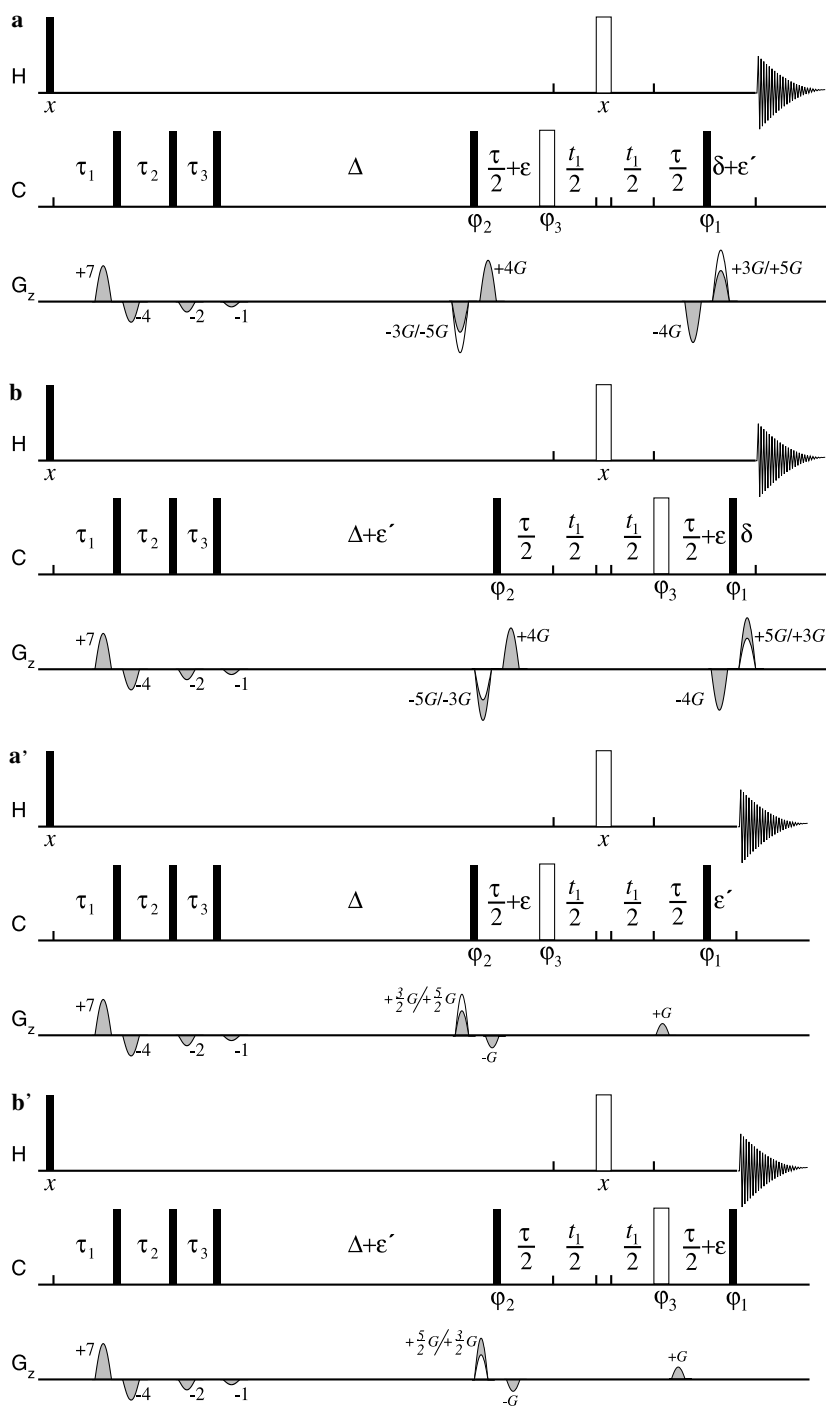 a
H
x x
C τ₁ τ₂ τ₃ Δ τ/2+ε t₁/2 t₁/2 τ/2 δ+ε′
φ₂ φ₃ φ₁
G_z +7 -4 -2 -1 -3G/-5G +4G -4G +3G/+5G
b
H
x x
C τ₁ τ₂ τ₃ Δ+ε′ τ/2 t₁/2 t₁/2 τ/2+ε δ
φ₂ φ₃ φ₁
G_z +7 -4 -2 -1 -5G/-3G +4G -4G +5G/+3G
a’
H
x x
C τ₁ τ₂ τ₃ Δ τ/2+ε t₁/2 t₁/2 τ/2 ε′
φ₂ φ₃ φ₁
G_z +7 -4 -2 -1 +3/2G/+5/2G -G +G
b’
H
x x
C τ₁ τ₂ τ₃ Δ+ε′ τ/2 t₁/2 t₁/2 τ/2+ε
φ₂ φ₃ φ₁
G_z +7 -4 -2 -1 +5/2G/+3/2G -G +G